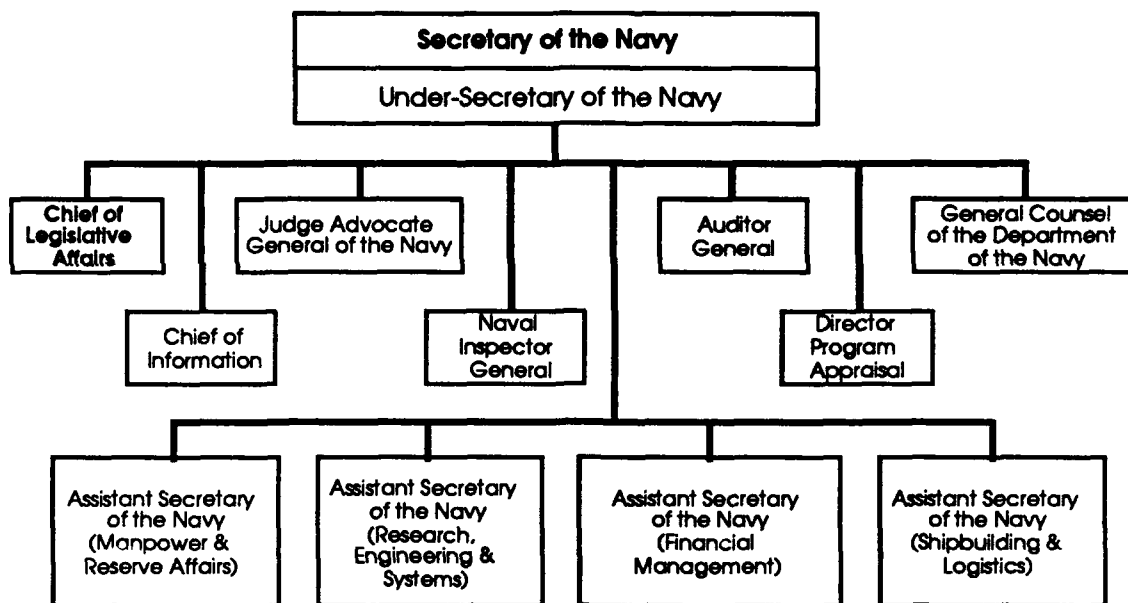 Secretary of the Navy
Under-Secretary of the Navy
Chief of
Legislative
Affairs
Judge Advocate
General of the Navy
Auditor
General
General Counsel
of the Department
of the Navy
Chief of
Information
Naval
Inspector
General
Director
Program
Appraisal
Assistant Secretary
of the Navy
(Manpower &
Reserve Affairs)
Assistant Secretary
of the Navy
(Research,
Engineering &
Systems)
Assistant Secretary
of the Navy
(Financial
Management)
Assistant Secretary
of the Navy
(Shipbuilding &
Logistics)